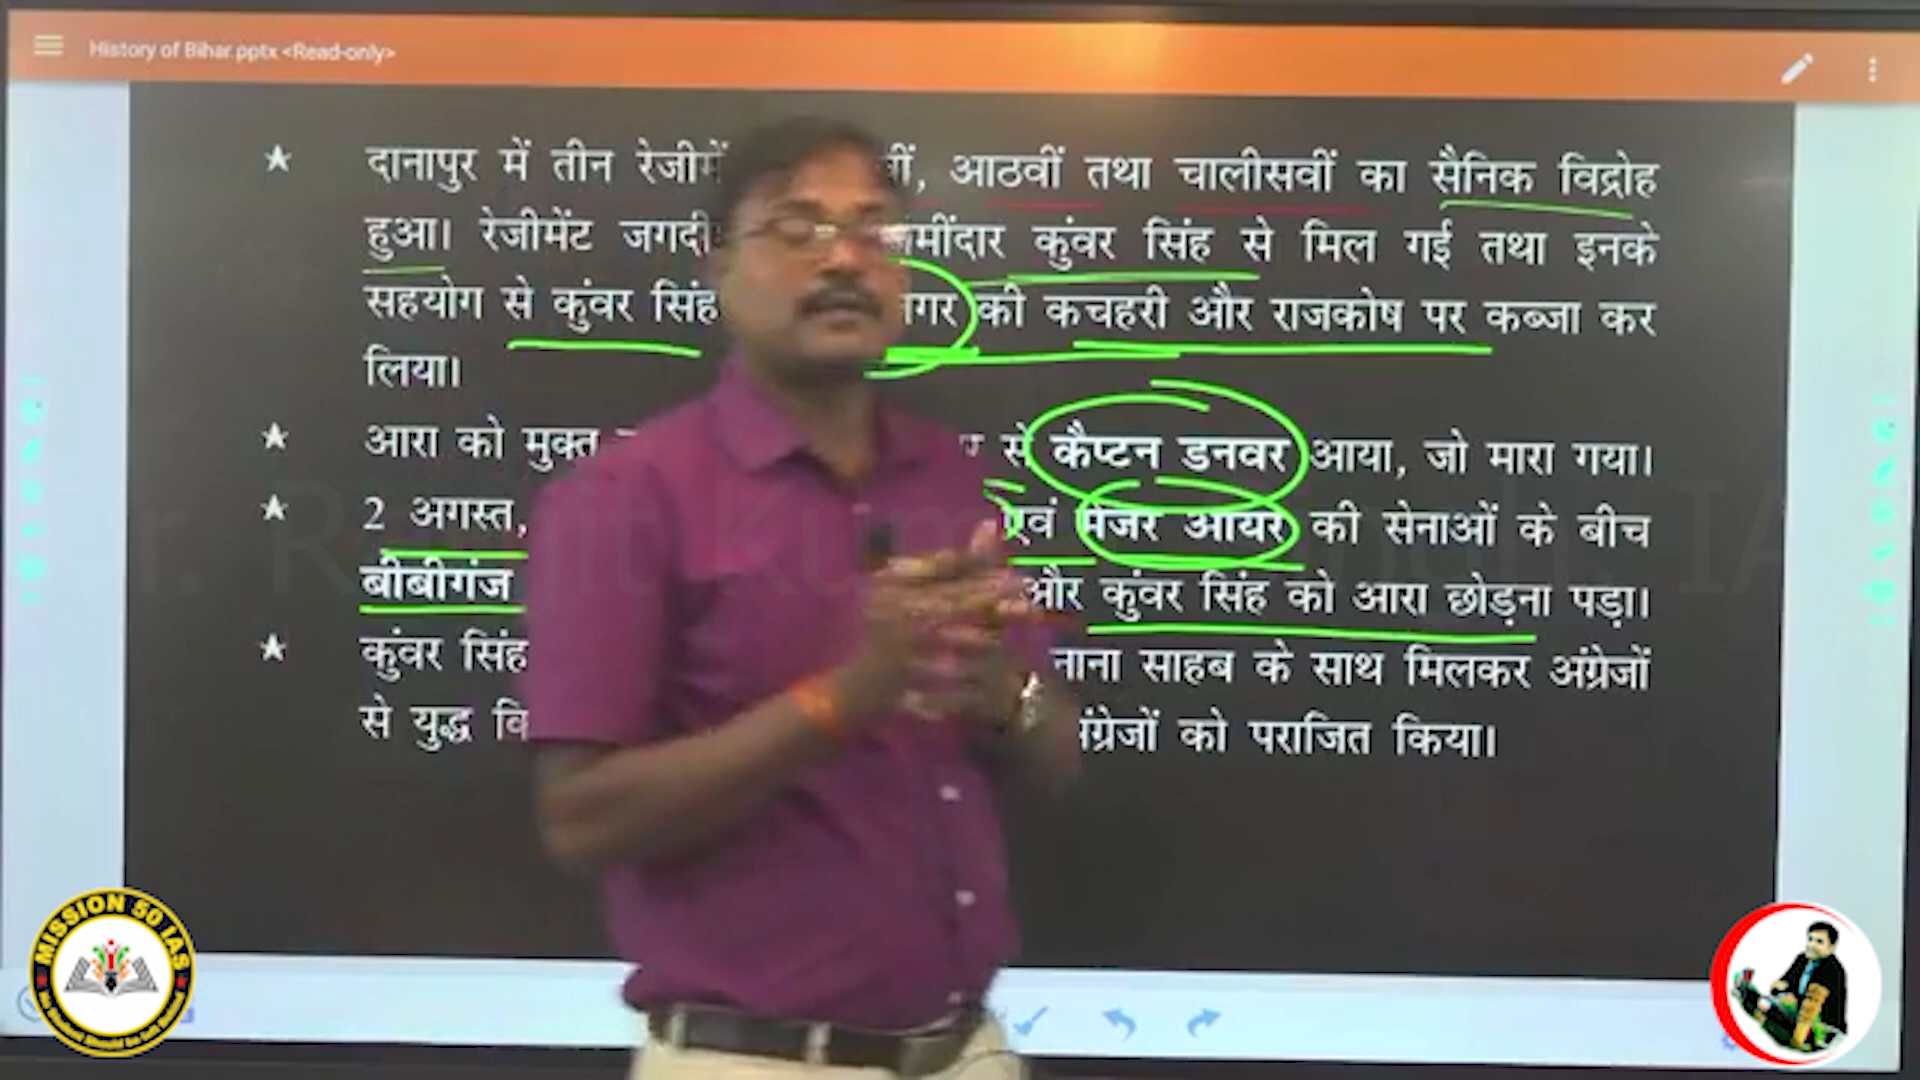 History of Bihar.pptx <Read-only>
★ दानापुर में तीन रेजीमें वीं, आठवीं तथा चालीसवीं का सैनिक विद्रोह
हुआ। रेजीमेंट जगदी जमींदार कुंवर सिंह से मिल गई तथा इनके
सहयोग से कुंवर सिंह गर की कचहरी और राजकोष पर कब्जा कर
लिया।
★ आरा को मुक्त से कैप्टन डनवर आया, जो मारा गया।
★ 2 अगस्त, एवं मेजर आयर की सेनाओं के बीच
बीबीगंज और कुंवर सिंह को आरा छोड़ना पड़ा।
★ कुंवर सिंह नाना साहब के साथ मिलकर अंग्रेजों
से युद्ध वि अंग्रेजों को पराजित किया।
MISSION 50 IAS